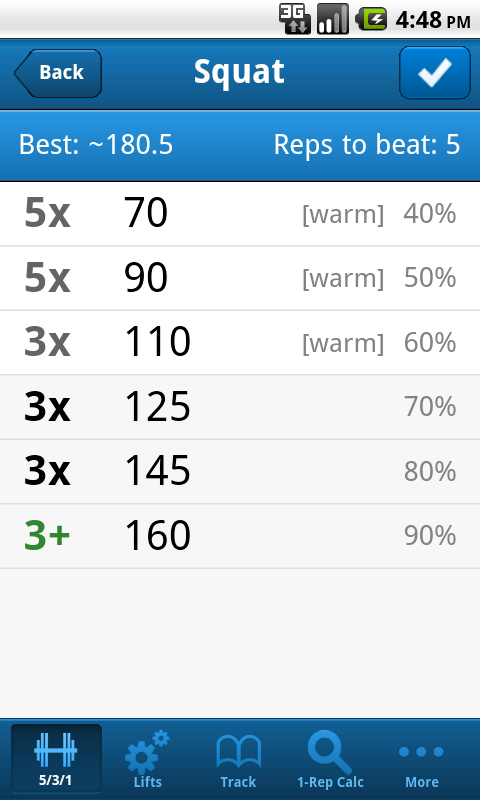 3G 4:48 PM
Back Squat
Best: ~180.5 Reps to beat: 5
5x 70 [warm] 40%
5x 90 [warm] 50%
3x 110 [warm] 60%
3x 125 70%
3x 145 80%
3+ 160 90%
5/3/1 Lifts Track 1-Rep Calc More